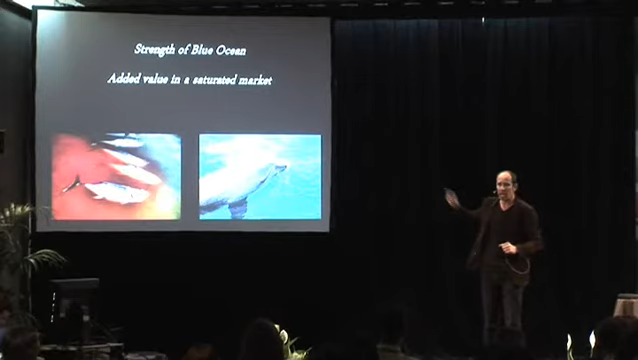 Strength of Blue Ocean
Added value in a saturated market